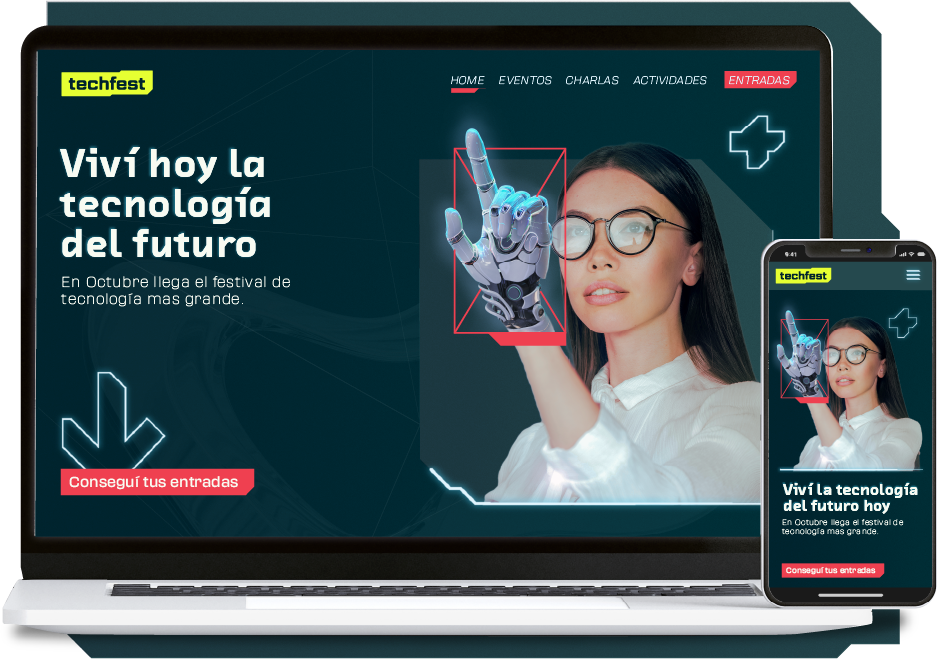 techfest
HOME EVENTOS CHARLAS ACTIVIDADES ENTRADAS
Viví hoy la
tecnología
del futuro
En Octubre llega el festival de
tecnología mas grande.
Conseguí tus entradas
9:41
techfest
Viví la tecnología
del futuro hoy
En Octubre llega el festival de
tecnología mas grande.
Conseguí tus entradas